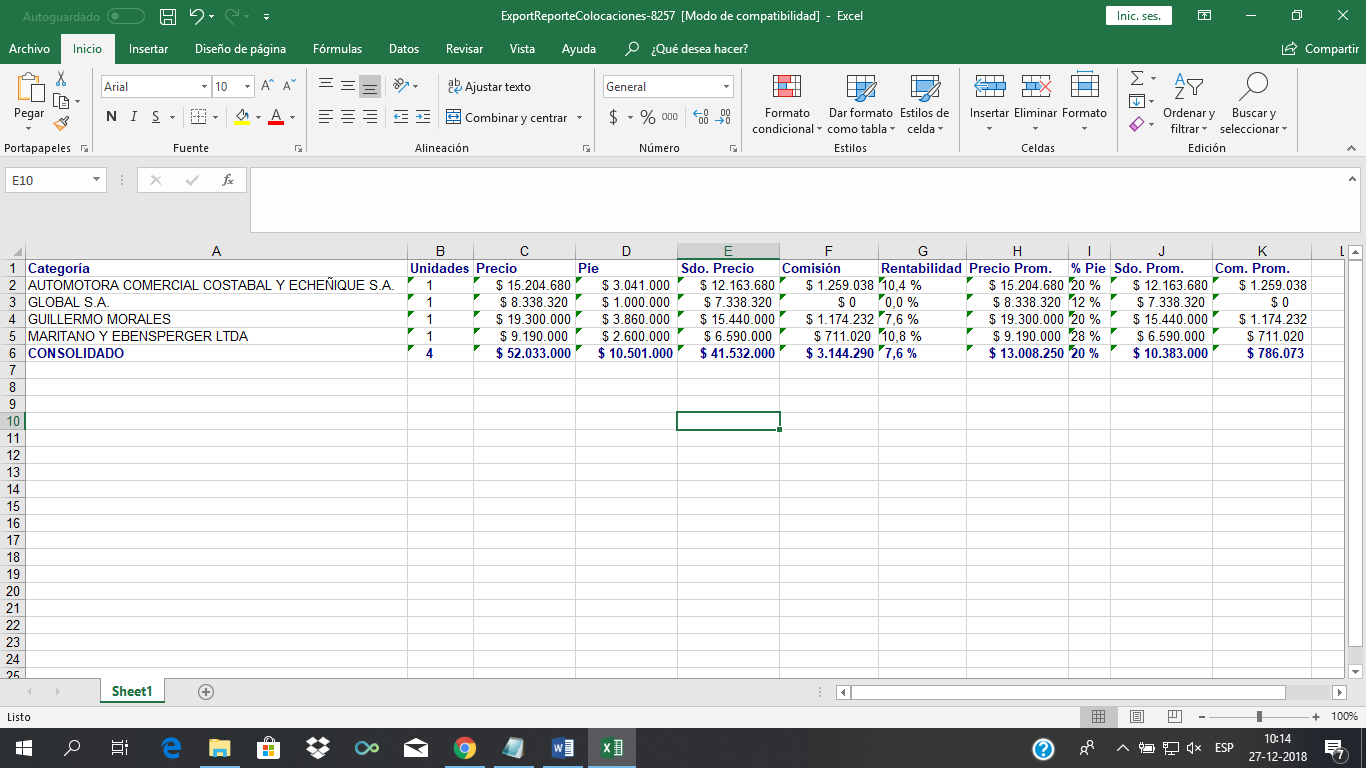 Autoguardado ExportReporteColocaciones-8257 [Modo de compatibilidad] - Excel Inic. ses.
Archivo Inicio Insertar Diseño de página Fórmulas Datos Revisar Vista Ayuda ¿Qué desea hacer? Compartir
Pegar
Portapapeles
Arial 10
N I S
Fuente
Ajustar texto
Combinar y centrar
Alineación
General
$ % 000
Número
Formato condicional
Dar formato como tabla
Estilos de celda
Estilos
Insertar Eliminar Formato
Celdas
Ordenar y filtrar
Buscar y seleccionar
Edición
E10 fx
A B C D E F G H I J K L
1 Categoría Unidades Precio Pie Sdo. Precio Comisión Rentabilidad Precio Prom. % Pie Sdo. Prom. Com. Prom.
2 AUTOMOTORA COMERCIAL COSTABAL Y ECHEÑIQUE S.A. 1 $ 15.204.680 $ 3.041.000 $ 12.163.680 $ 1.259.038 10,4 % $ 15.204.680 20 % $ 12.163.680 $ 1.259.038
3 GLOBAL S.A. 1 $ 8.338.320 $ 1.000.000 $ 7.338.320 $ 0 0,0 % $ 8.338.320 12 % $ 7.338.320 $ 0
4 GUILLERMO MORALES 1 $ 19.300.000 $ 3.860.000 $ 15.440.000 $ 1.174.232 7,6 % $ 19.300.000 20 % $ 15.440.000 $ 1.174.232
5 MARITANO Y EBENSPERGER LTDA 1 $ 9.190.000 $ 2.600.000 $ 6.590.000 $ 711.020 10,8 % $ 9.190.000 28 % $ 6.590.000 $ 711.020
6 CONSOLIDADO 4 $ 52.033.000 $ 10.501.000 $ 41.532.000 $ 3.144.290 7,6 % $ 13.008.250 20 % $ 10.383.000 $ 786.073
7
8
9
10
11
12
13
14
15
16
17
18
19
20
21
22
23
24
25
Sheet1
Listo 100%
ESP 10:14
27-12-2018 7